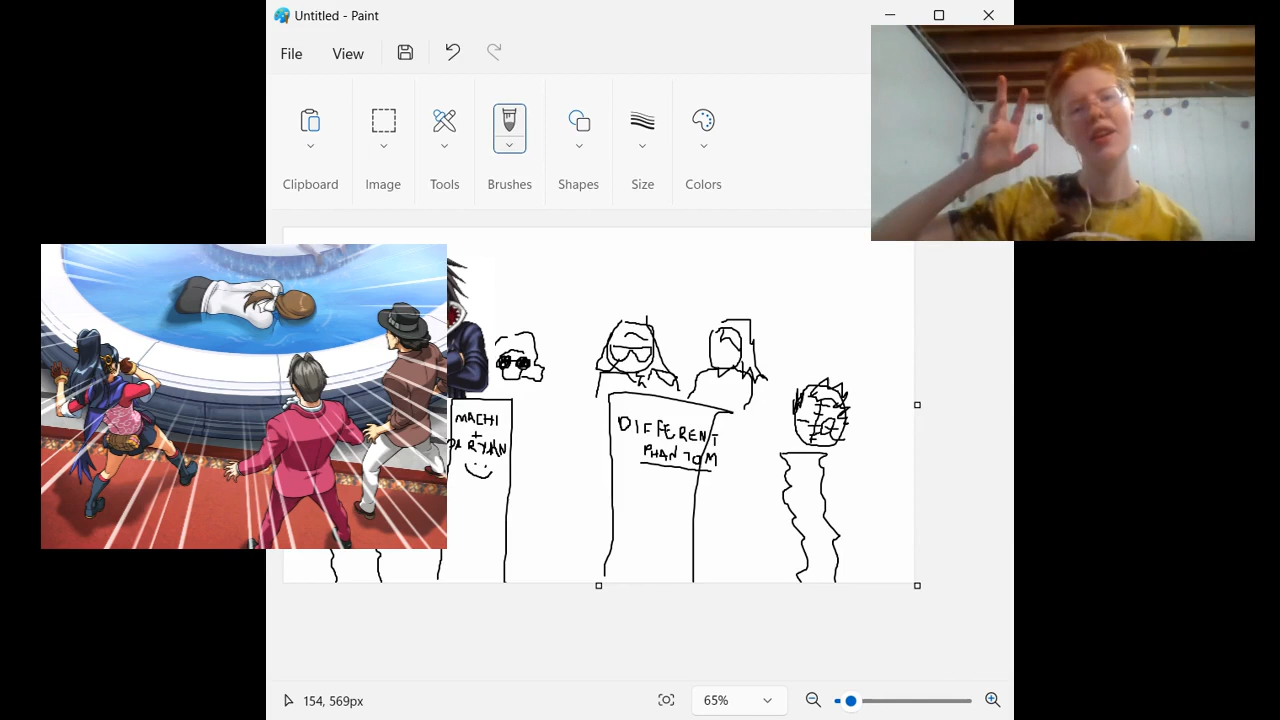 Untitled - Paint
File View
Clipboard Image Tools Brushes Shapes Size Colors
MACHI
+
DARYAN
DIFFERENT
PHANTOM
154, 569px
65%